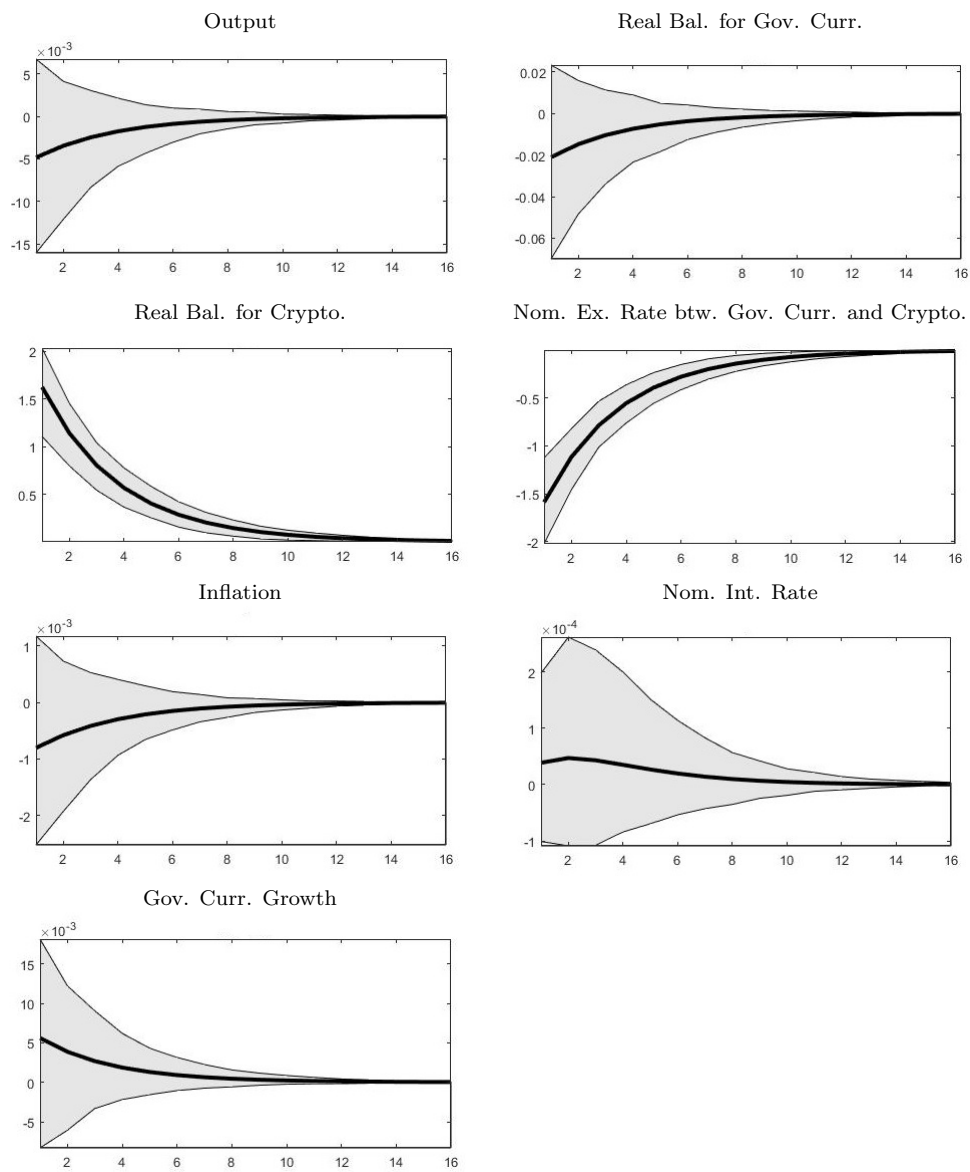 Output
×10⁻³
5
0
-5
-10
-15
2 4 6 8 10 12 14 16
Real Bal. for Gov. Curr.
0.02
0
-0.02
-0.04
-0.06
2 4 6 8 10 12 14 16
Real Bal. for Crypto.
2
1.5
1
0.5
2 4 6 8 10 12 14 16
Nom. Ex. Rate btw. Gov. Curr. and Crypto.
-0.5
-1
-1.5
-2
2 4 6 8 10 12 14 16
Inflation
×10⁻³
1
0
-1
-2
2 4 6 8 10 12 14 16
Nom. Int. Rate
×10⁻⁴
2
0
-1
2 4 6 8 10 12 14 16
Gov. Curr. Growth
×10⁻³
15
10
5
0
-5
2 4 6 8 10 12 14 16